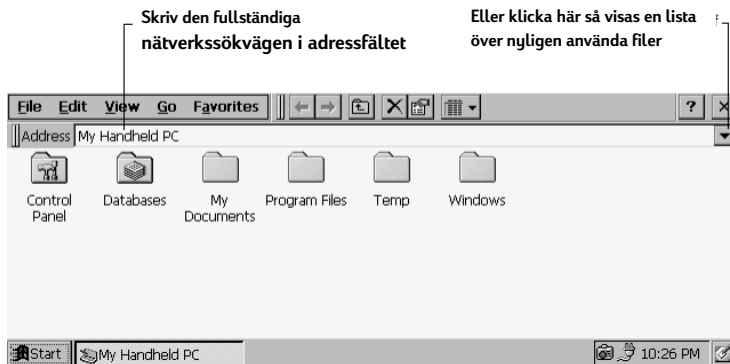 Skriv den fullständiga
nätverkssökvägen i adressfältet
Eller klicka här så visas en lista
över nyligen använda filer
File Edit View Go Favorites ?
Address My Handheld PC
Control
Panel
Databases
My
Documents
Program Files
Temp
Windows
Start My Handheld PC 10:26 PM